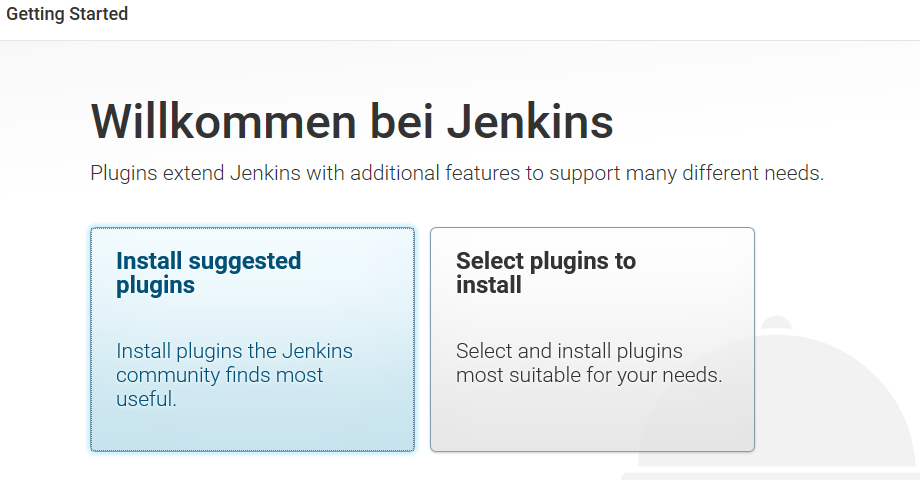 Getting Started
Willkommen bei Jenkins
Plugins extend Jenkins with additional features to support many different needs.
Install suggested
plugins
Install plugins the Jenkins
community finds most
useful.
Select plugins to
install
Select and install plugins
most suitable for your needs.